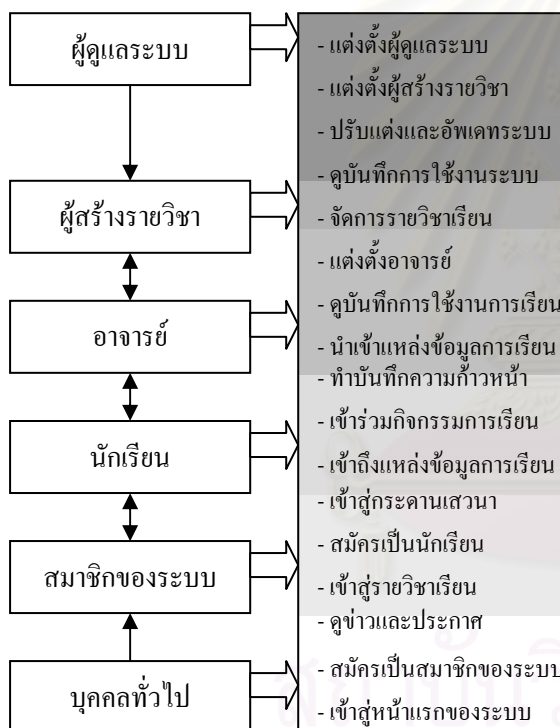 ผู้ดูแลระบบ
ผู้สร้างรายวิชา
อาจารย์
นักเรียน
สมาชิกของระบบ
บุคคลทั่วไป
- แต่งตั้งผู้ดูแลระบบ
- แต่งตั้งผู้สร้างรายวิชา
- ปรับแต่งและอัพเดทระบบ
- ดูบันทึกการใช้งานระบบ
- จัดการรายวิชาเรียน
- แต่งตั้งอาจารย์
- ดูบันทึกการใช้งานการเรียน
- นำเข้าแหล่งข้อมูลการเรียน
- ทำบันทึกความก้าวหน้า
- เข้าร่วมกิจกรรมการเรียน
- เข้าถึงแหล่งข้อมูลการเรียน
- เข้าสู่กระดานเสวนา
- สมัครเป็นนักเรียน
- เข้าสู่รายวิชาเรียน
- ดูข่าวและประกาศ
- สมัครเป็นสมาชิกของระบบ
- เข้าสู่หน้าแรกของระบบ